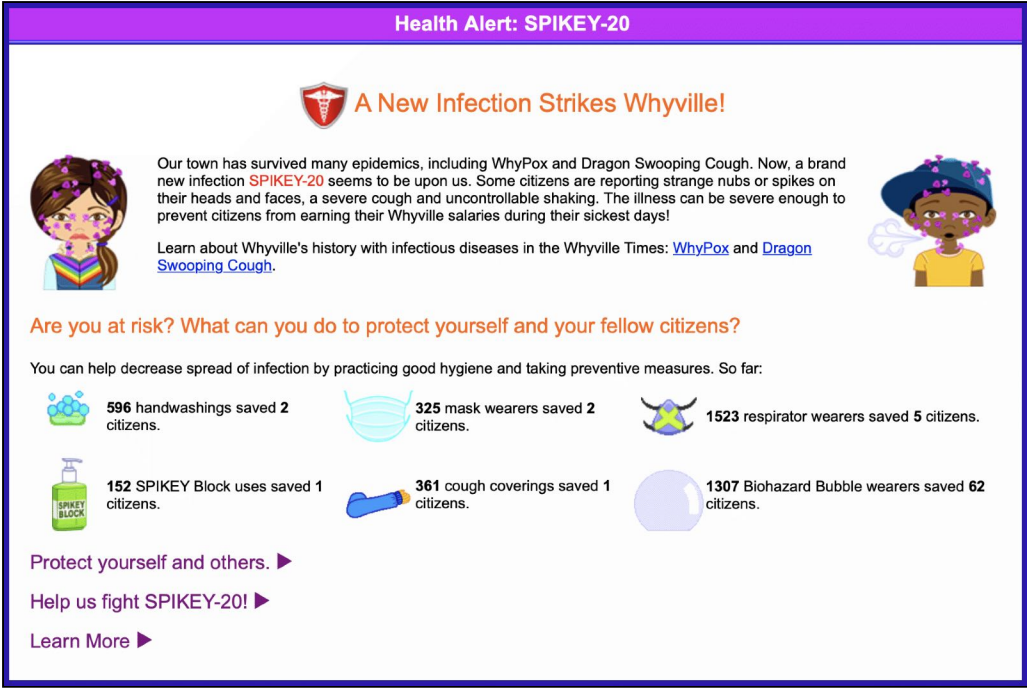 Health Alert: SPIKEY-20
A New Infection Strikes Whyville!
Our town has survived many epidemics, including WhyPox and Dragon Swooping Cough. Now, a brand
new infection SPIKEY-20 seems to be upon us. Some citizens are reporting strange nubs or spikes on
their heads and faces, a severe cough and uncontrollable shaking. The illness can be severe enough to
prevent citizens from earning their Whyville salaries during their sickest days!
Learn about Whyville's history with infectious diseases in the Whyville Times: WhyPox and Dragon
Swooping Cough.
Are you at risk? What can you do to protect yourself and your fellow citizens?
You can help decrease spread of infection by practicing good hygiene and taking preventive measures. So far:
596 handwashings saved 2
citizens.
325 mask wearers saved 2
citizens.
1523 respirator wearers saved 5 citizens.
SPIKEY
BLOCK
152 SPIKEY Block uses saved 1
citizens.
361 cough coverings saved 1
citizens.
1307 Biohazard Bubble wearers saved 62
citizens.
Protect yourself and others.
Help us fight SPIKEY-20!
Learn More